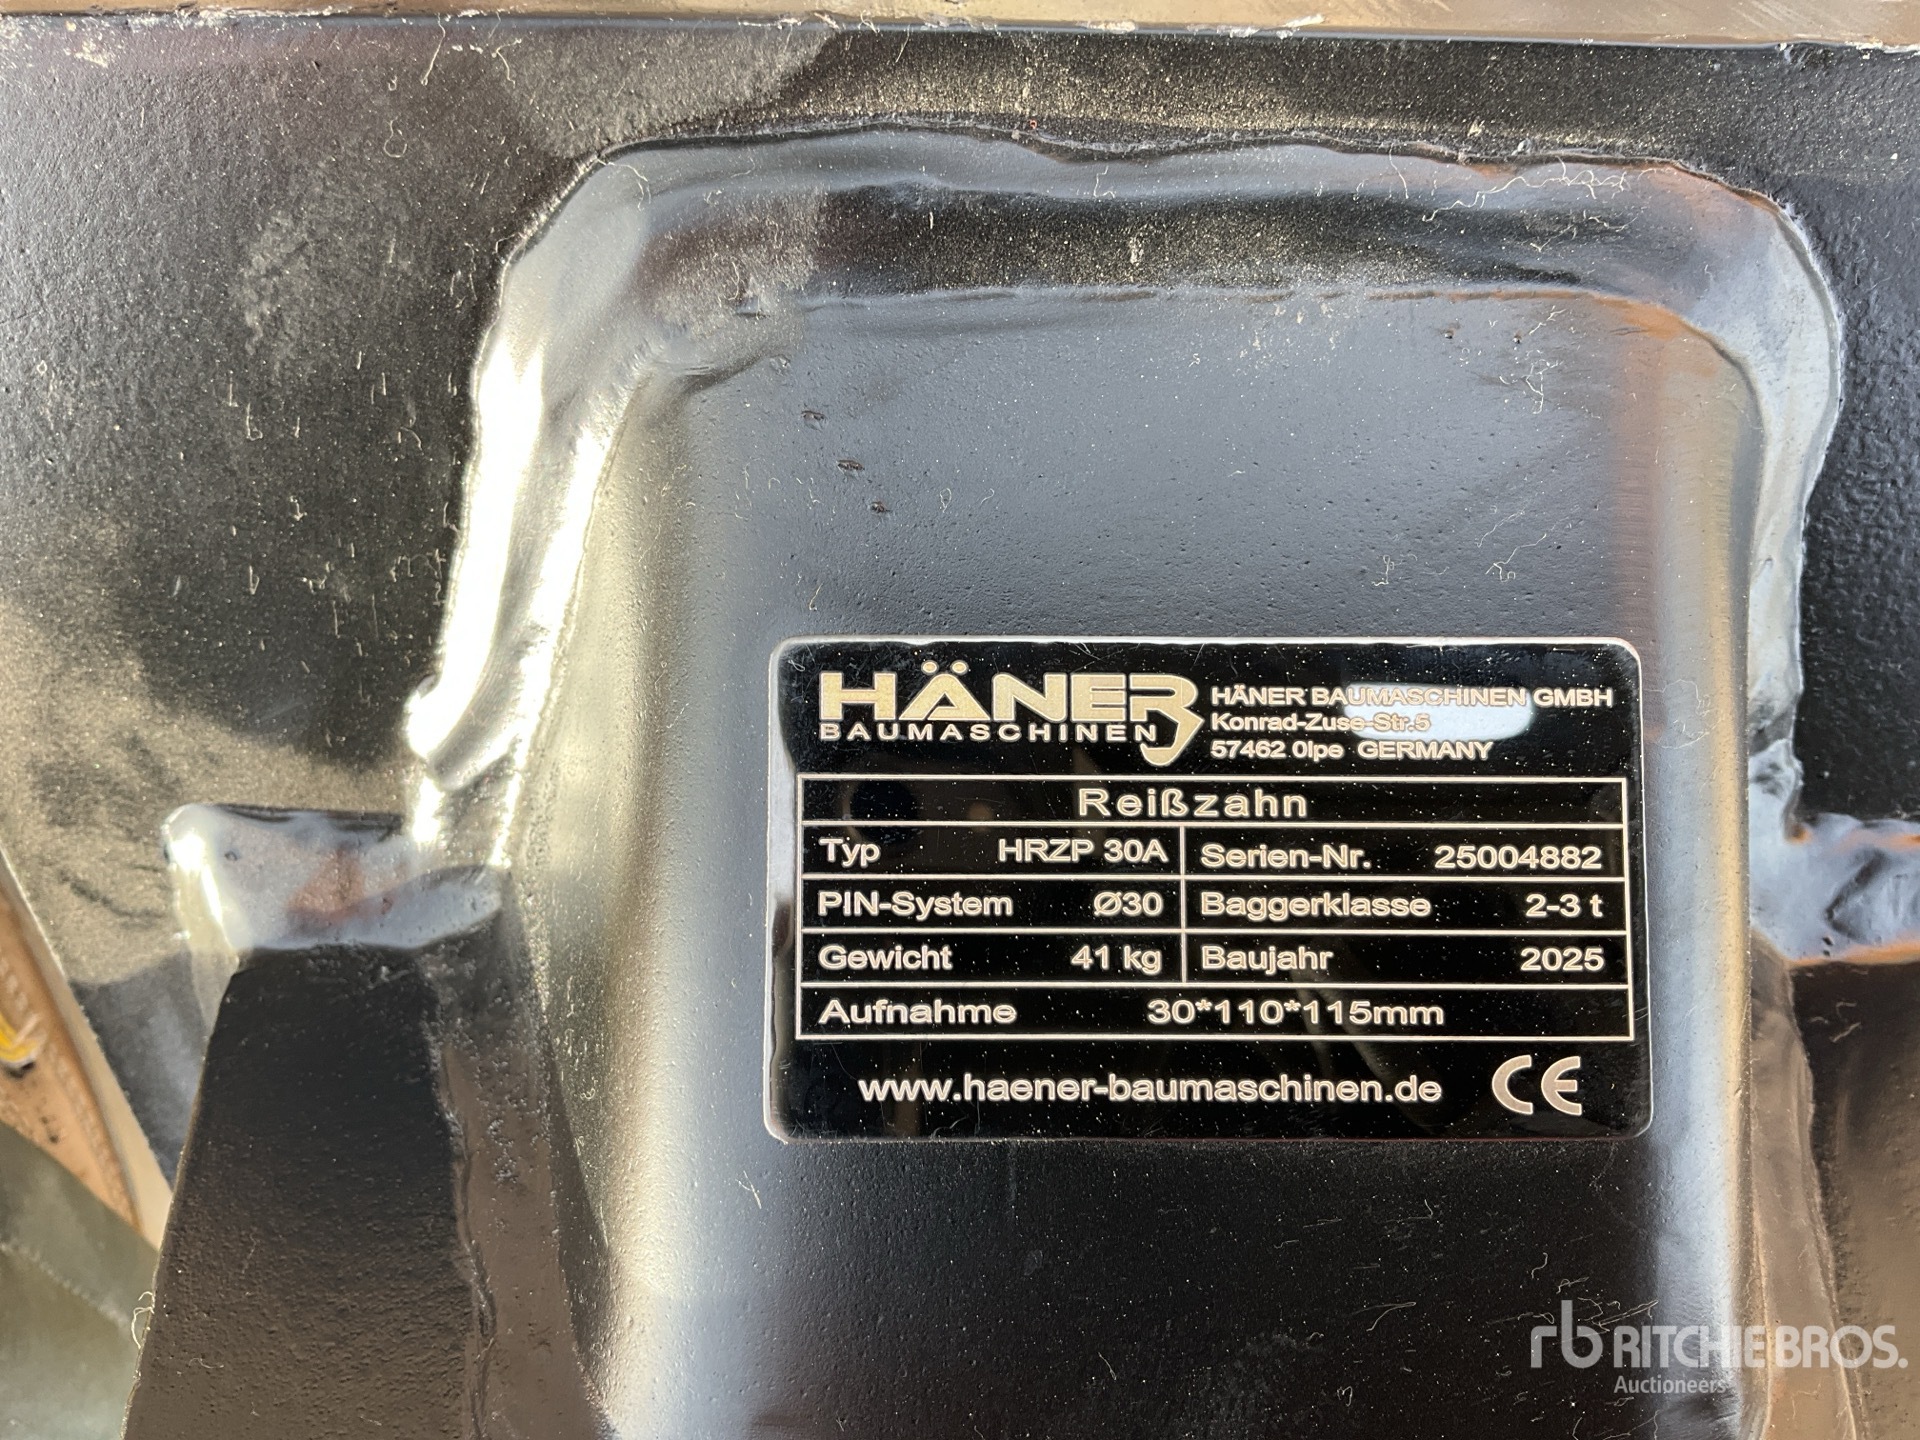 HÄNER
BAUMASCHINEN
HÄNER BAUMASCHINEN GMBH
Konrad-Zuse-Str.5
57462 Olpe GERMANY
Reißzahn
Typ HRZP 30A Serien-Nr. 25004882
PIN-System Ø30 Baggerklasse 2-3 t
Gewicht 41 kg Baujahr 2025
Aufnahme 30*110*115mm
www.haener-baumaschinen.de CE
rb RITCHIE BROS.
Auctioneers